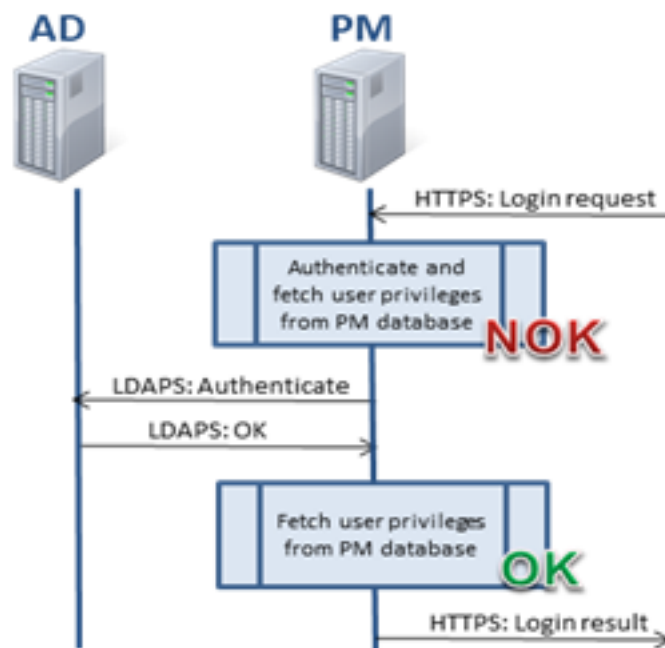 AD
PM
HTTPS: Login request
Authenticate and
fetch user privileges
from PM database
NOK
LDAPS: Authenticate
LDAPS: OK
Fetch user privileges
from PM database
OK
HTTPS: Login result